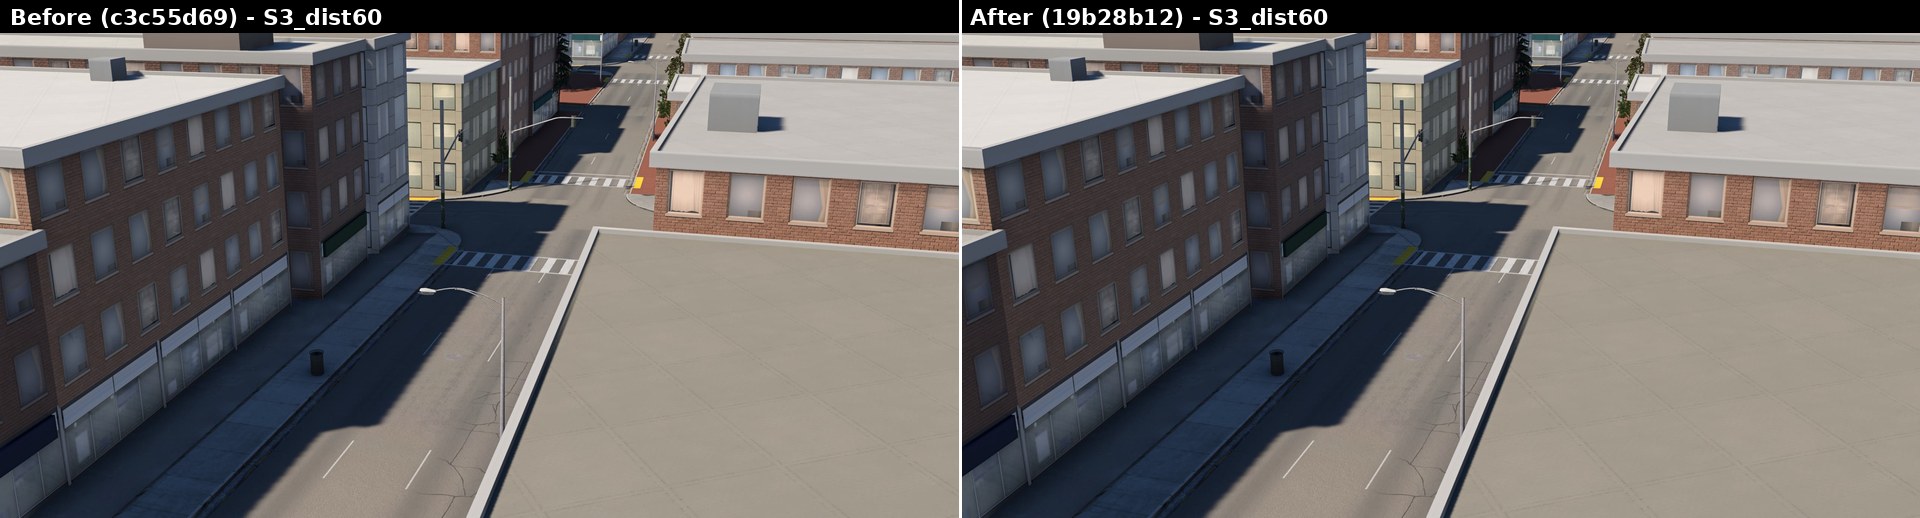 Before (c3c55d69) - S3_dist60
After (19b28b12) - S3_dist60